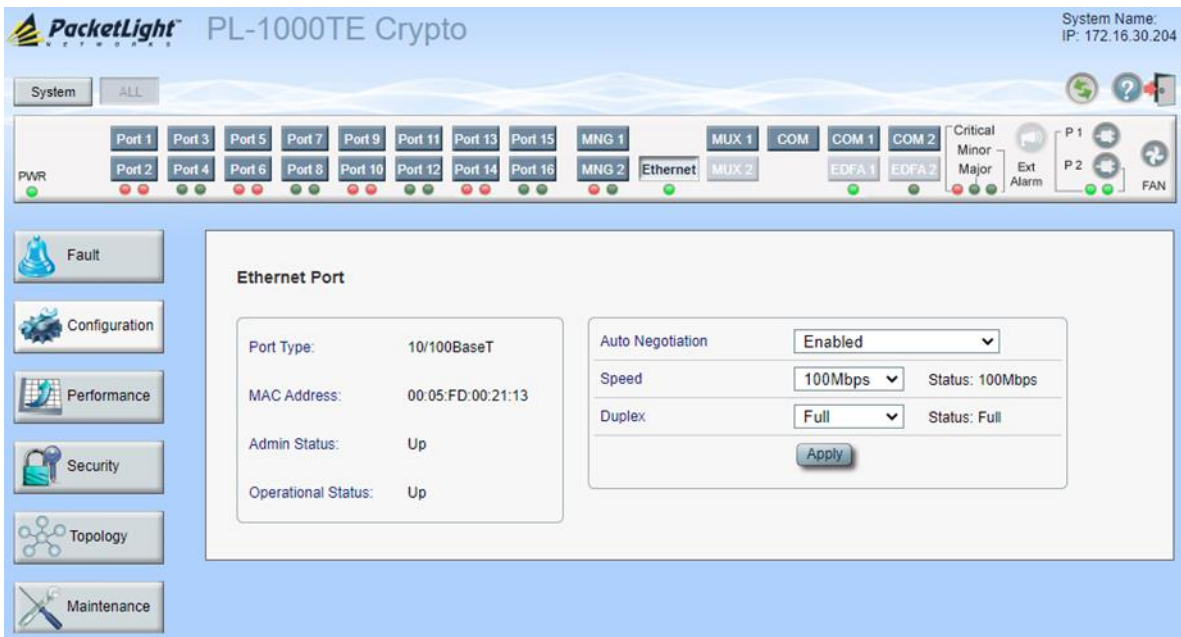 PacketLight™ PL-1000TE Crypto
NETWORKS
System Name:
IP: 172.16.30.204
System ALL
Port 1 Port 3 Port 5 Port 7 Port 9 Port 11 Port 13 Port 15 MNG 1 MUX 1 COM COM 1 COM 2
Port 2 Port 4 Port 6 Port 8 Port 10 Port 12 Port 14 Port 16 MNG 2 Ethernet MUX 2 EDFA 1 EDFA 2
PWR
Critical
Minor
Major
Ext
Alarm
P 1
P 2
FAN
Fault
Configuration
Performance
Security
Topology
Maintenance
Ethernet Port
Port Type: 10/100BaseT
MAC Address: 00:05:FD:00:21:13
Admin Status: Up
Operational Status: Up
Auto Negotiation Enabled
Speed 100Mbps Status: 100Mbps
Duplex Full Status: Full
Apply